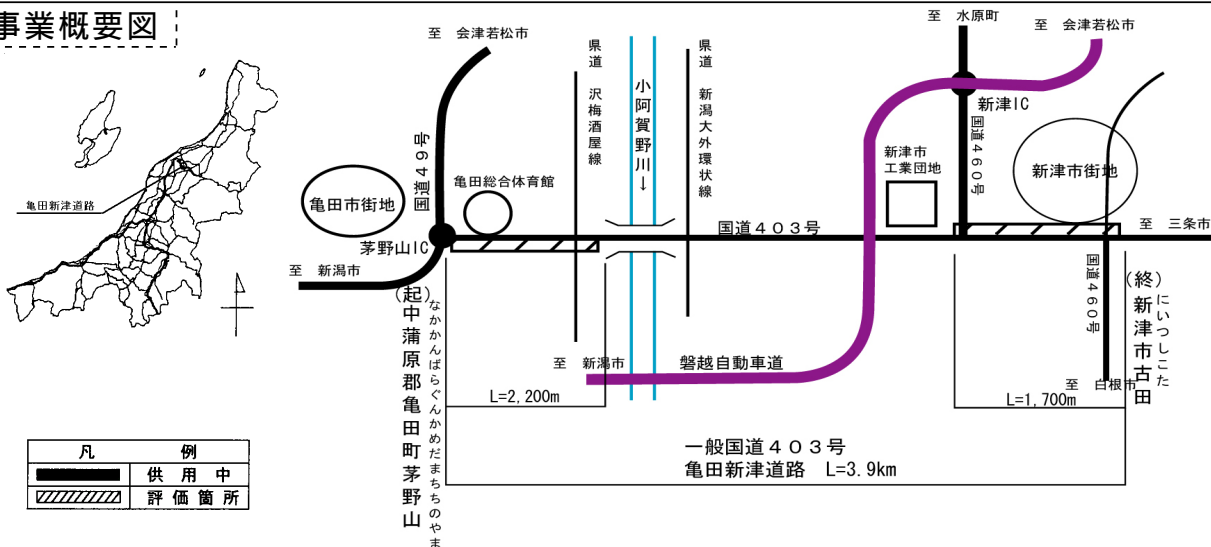 事業概要図
亀田新津道路
凡 例
供用中
評価箇所
至 会津若松市
国道49号
亀田市街地
亀田総合体育館
茅野山IC
至 新潟市
(起)中蒲原郡亀田町茅野山
なかかんばらぐんかめだまちちのやま
県道 沢梅酒屋線
小阿賀野川↓
県道 新潟大外環状線
国道403号
至 新潟市
磐越自動車道
至 水原町
至 会津若松市
新津IC
国道460号
新津市
工業団地
新津市街地
至 三条市
国道460号
至 白根市
(終)新津市古田
にいつしこた
L=2,200m
L=1,700m
一般国道403号
亀田新津道路 L=3.9km